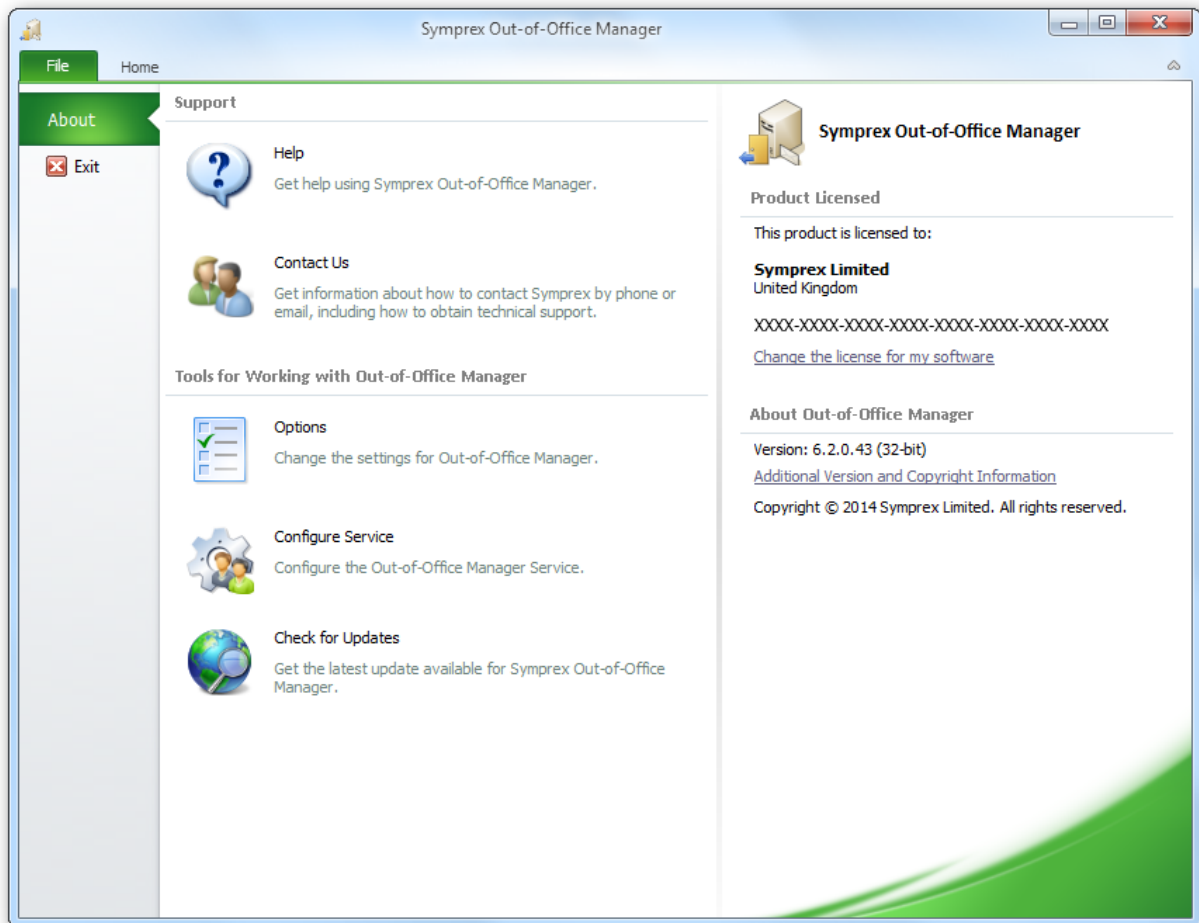 Symprex Out-of-Office Manager
File
Home
About
Exit
Support
Help
Get help using Symprex Out-of-Office Manager.
Contact Us
Get information about how to contact Symprex by phone or
email, including how to obtain technical support.
Tools for Working with Out-of-Office Manager
Options
Change the settings for Out-of-Office Manager.
Configure Service
Configure the Out-of-Office Manager Service.
Check for Updates
Get the latest update available for Symprex Out-of-Office
Manager.
Symprex Out-of-Office Manager
Product Licensed
This product is licensed to:
Symprex Limited
United Kingdom
XXXX-XXXX-XXXX-XXXX-XXXX-XXXX-XXXX-XXXX
Change the license for my software
About Out-of-Office Manager
Version: 6.2.0.43 (32-bit)
Additional Version and Copyright Information
Copyright © 2014 Symprex Limited. All rights reserved.